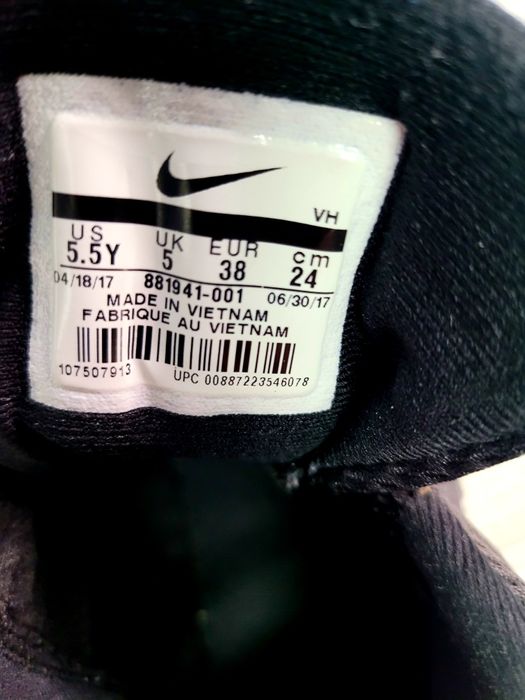 VH
US UK EUR cm
5.5Y 5 38 24
04/18/17 881941-001 06/30/17
MADE IN VIETNAM
FABRIQUE AU VIETNAM
107507913 UPC 00887223546078